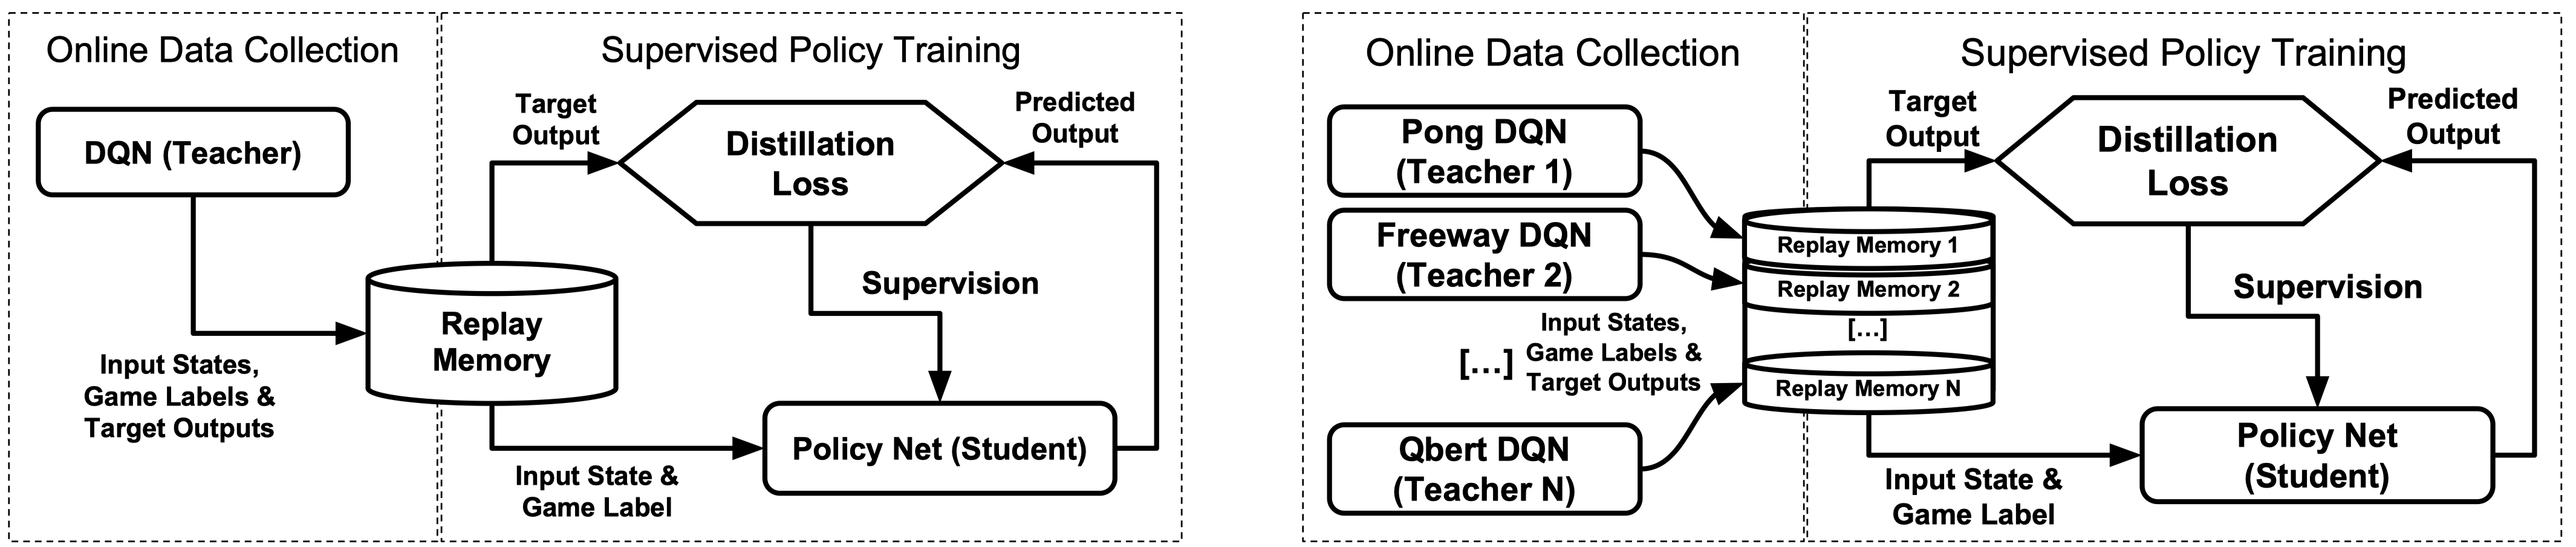 Online Data Collection
Supervised Policy Training
DQN (Teacher)
Target
Output
Distillation
Loss
Predicted
Output
Supervision
Replay
Memory
Input States,
Game Labels &
Target Outputs
Policy Net (Student)
Input State &
Game Label
Online Data Collection
Supervised Policy Training
Pong DQN
(Teacher 1)
Freeway DQN
(Teacher 2)
[...]
Input States,
Game Labels &
Target Outputs
Qbert DQN
(Teacher N)
Replay Memory 1
Replay Memory 2
[...]
Replay Memory N
Target
Output
Distillation
Loss
Predicted
Output
Supervision
Policy Net
(Student)
Input State &
Game Label